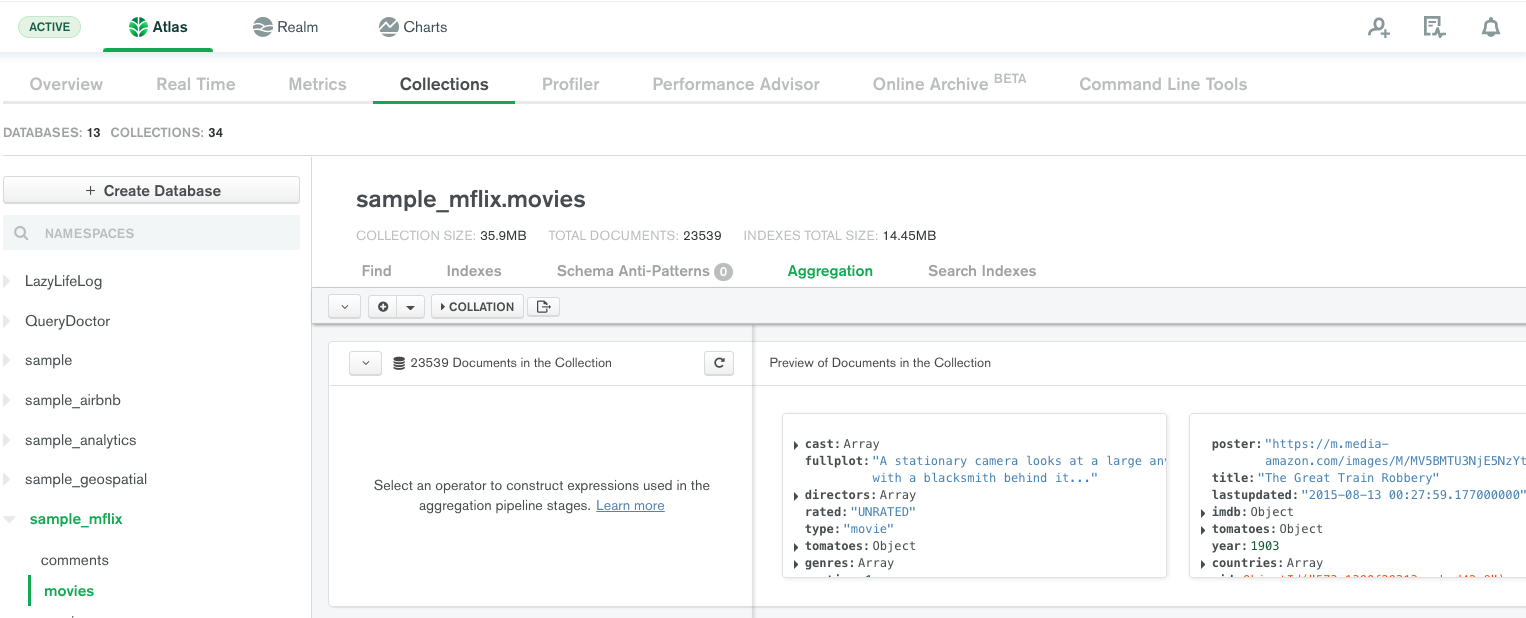 ACTIVE Atlas Realm Charts
Overview Real Time Metrics Collections Profiler Performance Advisor Online Archive BETA Command Line Tools
DATABASES: 13 COLLECTIONS: 34
+ Create Database
NAMESPACES
LazyLifeLog
QueryDoctor
sample
sample_airbnb
sample_analytics
sample_geospatial
sample_mflix
comments
movies
sample_mflix.movies
COLLECTION SIZE: 35.9MB TOTAL DOCUMENTS: 23539 INDEXES TOTAL SIZE: 14.45MB
Find Indexes Schema Anti-Patterns 0 Aggregation Search Indexes
COLLATION
23539 Documents in the Collection
Select an operator to construct expressions used in the
aggregation pipeline stages. Learn more
Preview of Documents in the Collection
cast: Array
fullplot: "A stationary camera looks at a large
with a blacksmith behind it..."
directors: Array
rated: "UNRATED"
type: "movie"
tomatoes: Object
genres: Array
poster: "https://m.media-
amazon.com/images/M/MV5BMTU3NjE5NzYt
title: "The Great Train Robbery"
lastupdated: "2015-08-13 00:27:59.177000000"
imdb: Object
tomatoes: Object
year: 1903
countries: Array